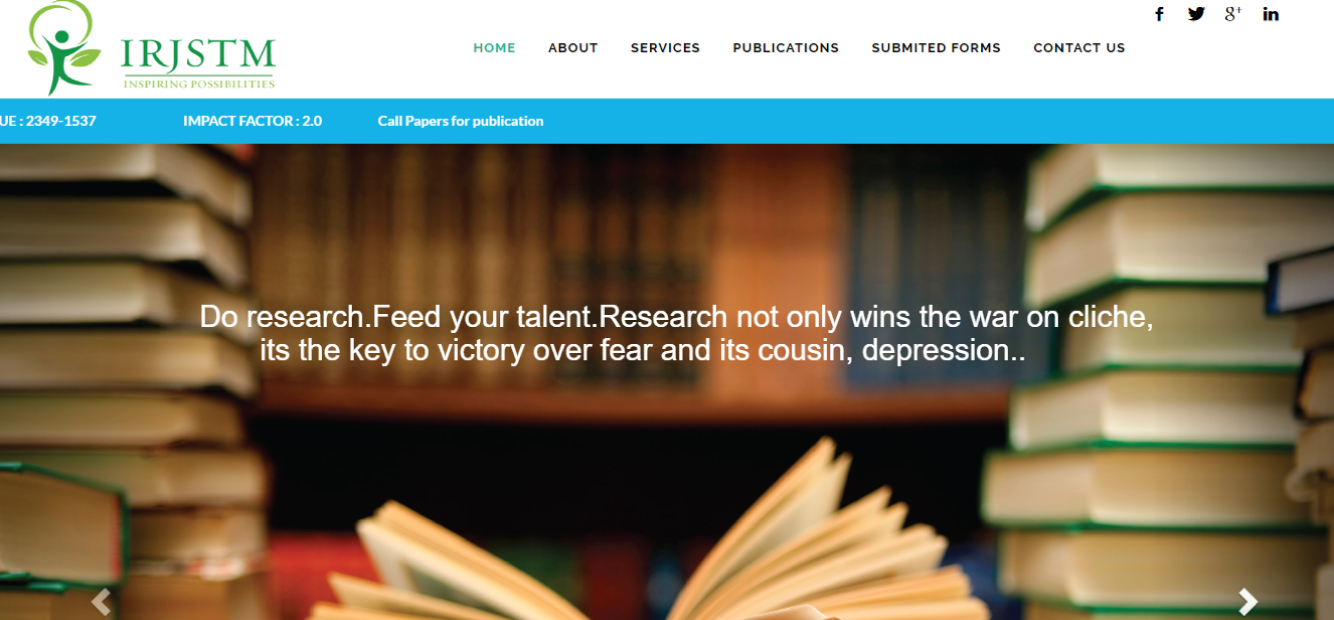 IRJSTM
INSPIRING POSSIBILITIES
HOME ABOUT SERVICES PUBLICATIONS SUBMITED FORMS CONTACT US
UE : 2349-1537 IMPACT FACTOR : 2.0 Call Papers for publication
Do research.Feed your talent.Research not only wins the war on cliche,
its the key to victory over fear and its cousin, depression..